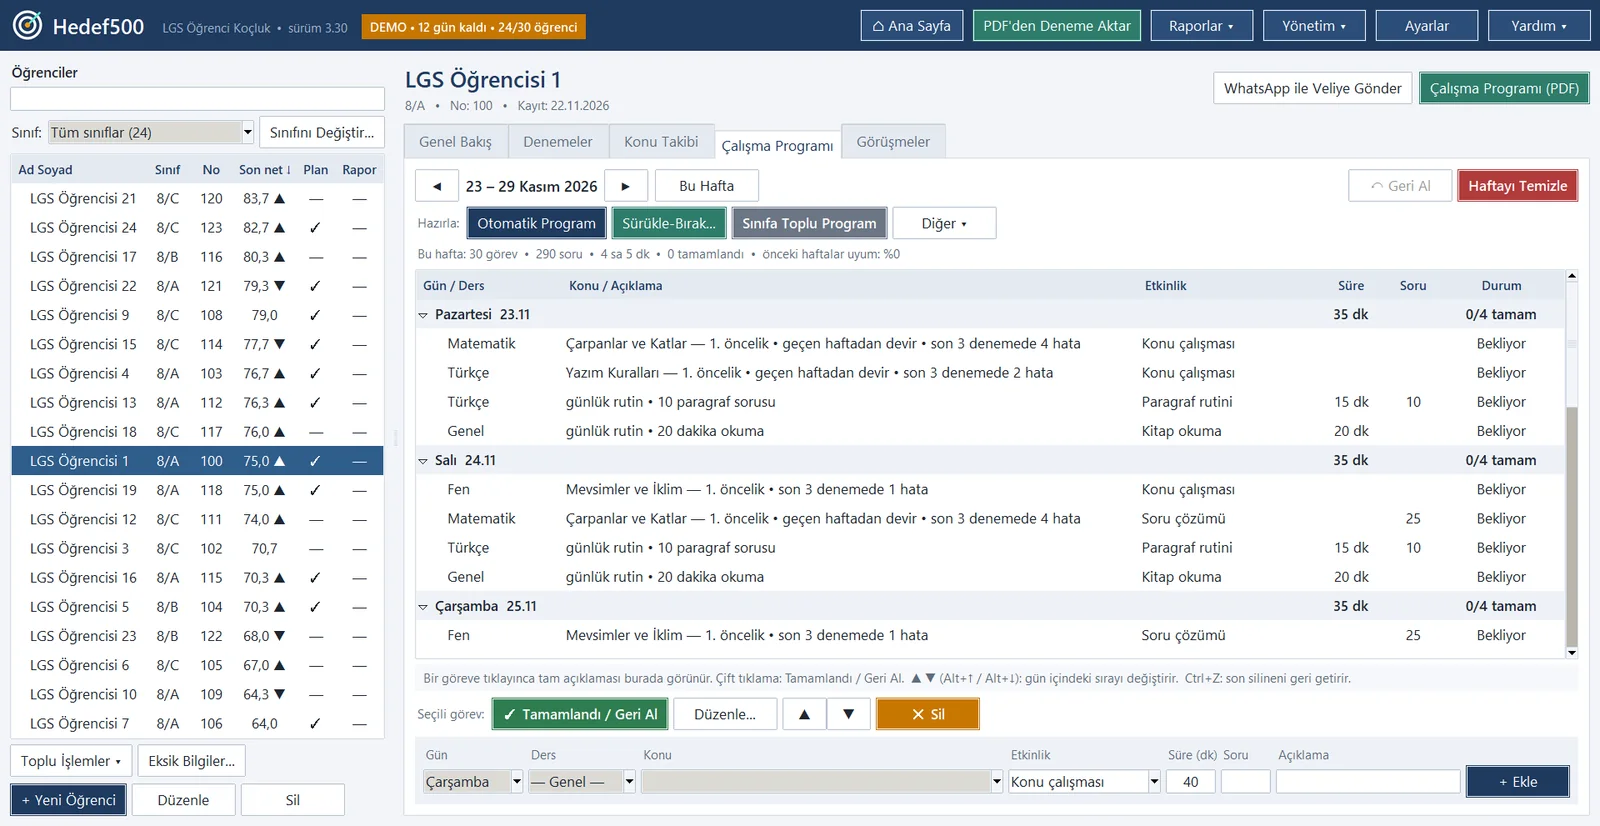 Hedef500 LGS Öğrenci Koçluk • sürüm 3.30 DEMO • 12 gün kaldı • 24/30 öğrenci Ana Sayfa PDF'den Deneme Aktar Raporlar ▾ Yönetim ▾ Ayarlar Yardım ▾
Öğrenciler
Sınıf: Tüm sınıflar (24) Sınıfını Değiştir...
Ad Soyad Sınıf No Son net ↓ Plan Rapor
LGS Öğrencisi 21 8/C 120 83,7 ▲ — —
LGS Öğrencisi 24 8/C 123 82,7 ▲ ✓ —
LGS Öğrencisi 17 8/B 116 80,3 ▲ — —
LGS Öğrencisi 22 8/A 121 79,3 ▼ ✓ —
LGS Öğrencisi 9 8/C 108 79,0 ✓ —
LGS Öğrencisi 15 8/C 114 77,7 ▼ ✓ —
LGS Öğrencisi 4 8/A 103 76,7 ▲ ✓ —
LGS Öğrencisi 13 8/A 112 76,3 ▲ ✓ —
LGS Öğrencisi 18 8/C 117 76,0 ▲ — —
LGS Öğrencisi 1 8/A 100 75,0 ▲ ✓ —
LGS Öğrencisi 19 8/A 118 75,0 ▲ ✓ —
LGS Öğrencisi 12 8/C 111 74,0 ▲ — —
LGS Öğrencisi 3 8/C 102 70,7 — —
LGS Öğrencisi 16 8/A 115 70,3 ▲ ✓ —
LGS Öğrencisi 5 8/B 104 70,3 ▲ ✓ —
LGS Öğrencisi 23 8/B 122 68,0 ▼ — —
LGS Öğrencisi 6 8/C 105 67,0 ▲ — —
LGS Öğrencisi 10 8/A 109 64,3 ▼ — —
LGS Öğrencisi 7 8/A 106 64,0 ✓ —
Toplu İşlemler ▾ Eksik Bilgiler...
+ Yeni Öğrenci Düzenle Sil
LGS Öğrencisi 1
8/A • No: 100 • Kayıt: 22.11.2026
WhatsApp ile Veliye Gönder Çalışma Programı (PDF)
Genel Bakış Denemeler Konu Takibi Çalışma Programı Görüşmeler
◄ 23 – 29 Kasım 2026 ► Bu Hafta Geri Al Haftayı Temizle
Hazırla: Otomatik Program Sürükle-Bırak... Sınıfa Toplu Program Diğer ▾
Bu hafta: 30 görev • 290 soru • 4 sa 5 dk • 0 tamamlandı • önceki haftalar uyum: %0
Gün / Ders Konu / Açıklama Etkinlik Süre Soru Durum
Pazartesi 23.11 35 dk 0/4 tamam
Matematik Çarpanlar ve Katlar — 1. öncelik • geçen haftadan devir • son 3 denemede 4 hata Konu çalışması Bekliyor
Türkçe Yazım Kuralları — 1. öncelik • geçen haftadan devir • son 3 denemede 2 hata Konu çalışması Bekliyor
Türkçe günlük rutin • 10 paragraf sorusu Paragraf rutini 15 dk 10 Bekliyor
Genel günlük rutin • 20 dakika okuma Kitap okuma 20 dk Bekliyor
Salı 24.11 35 dk 0/4 tamam
Fen Mevsimler ve İklim — 1. öncelik • son 3 denemede 1 hata Konu çalışması Bekliyor
Matematik Çarpanlar ve Katlar — 1. öncelik • geçen haftadan devir • son 3 denemede 4 hata Soru çözümü 25 Bekliyor
Türkçe günlük rutin • 10 paragraf sorusu Paragraf rutini 15 dk 10 Bekliyor
Genel günlük rutin • 20 dakika okuma Kitap okuma 20 dk Bekliyor
Çarşamba 25.11 35 dk 0/4 tamam
Fen Mevsimler ve İklim — 1. öncelik • son 3 denemede 1 hata Soru çözümü 25 Bekliyor
Bir göreve tıklayınca tam açıklaması burada görünür. Çift tıklama: Tamamlandı / Geri Al. ▲▼ (Alt+↑ / Alt+↓): gün içindeki sırayı değiştirir. Ctrl+Z: son silineni geri getirir.
Seçili görev: ✓ Tamamlandı / Geri Al Düzenle... ▲ ▼ ✕ Sil
Gün Ders Konu Etkinlik Süre (dk) Soru Açıklama
Çarşamba — Genel — Konu çalışması 40 + Ekle